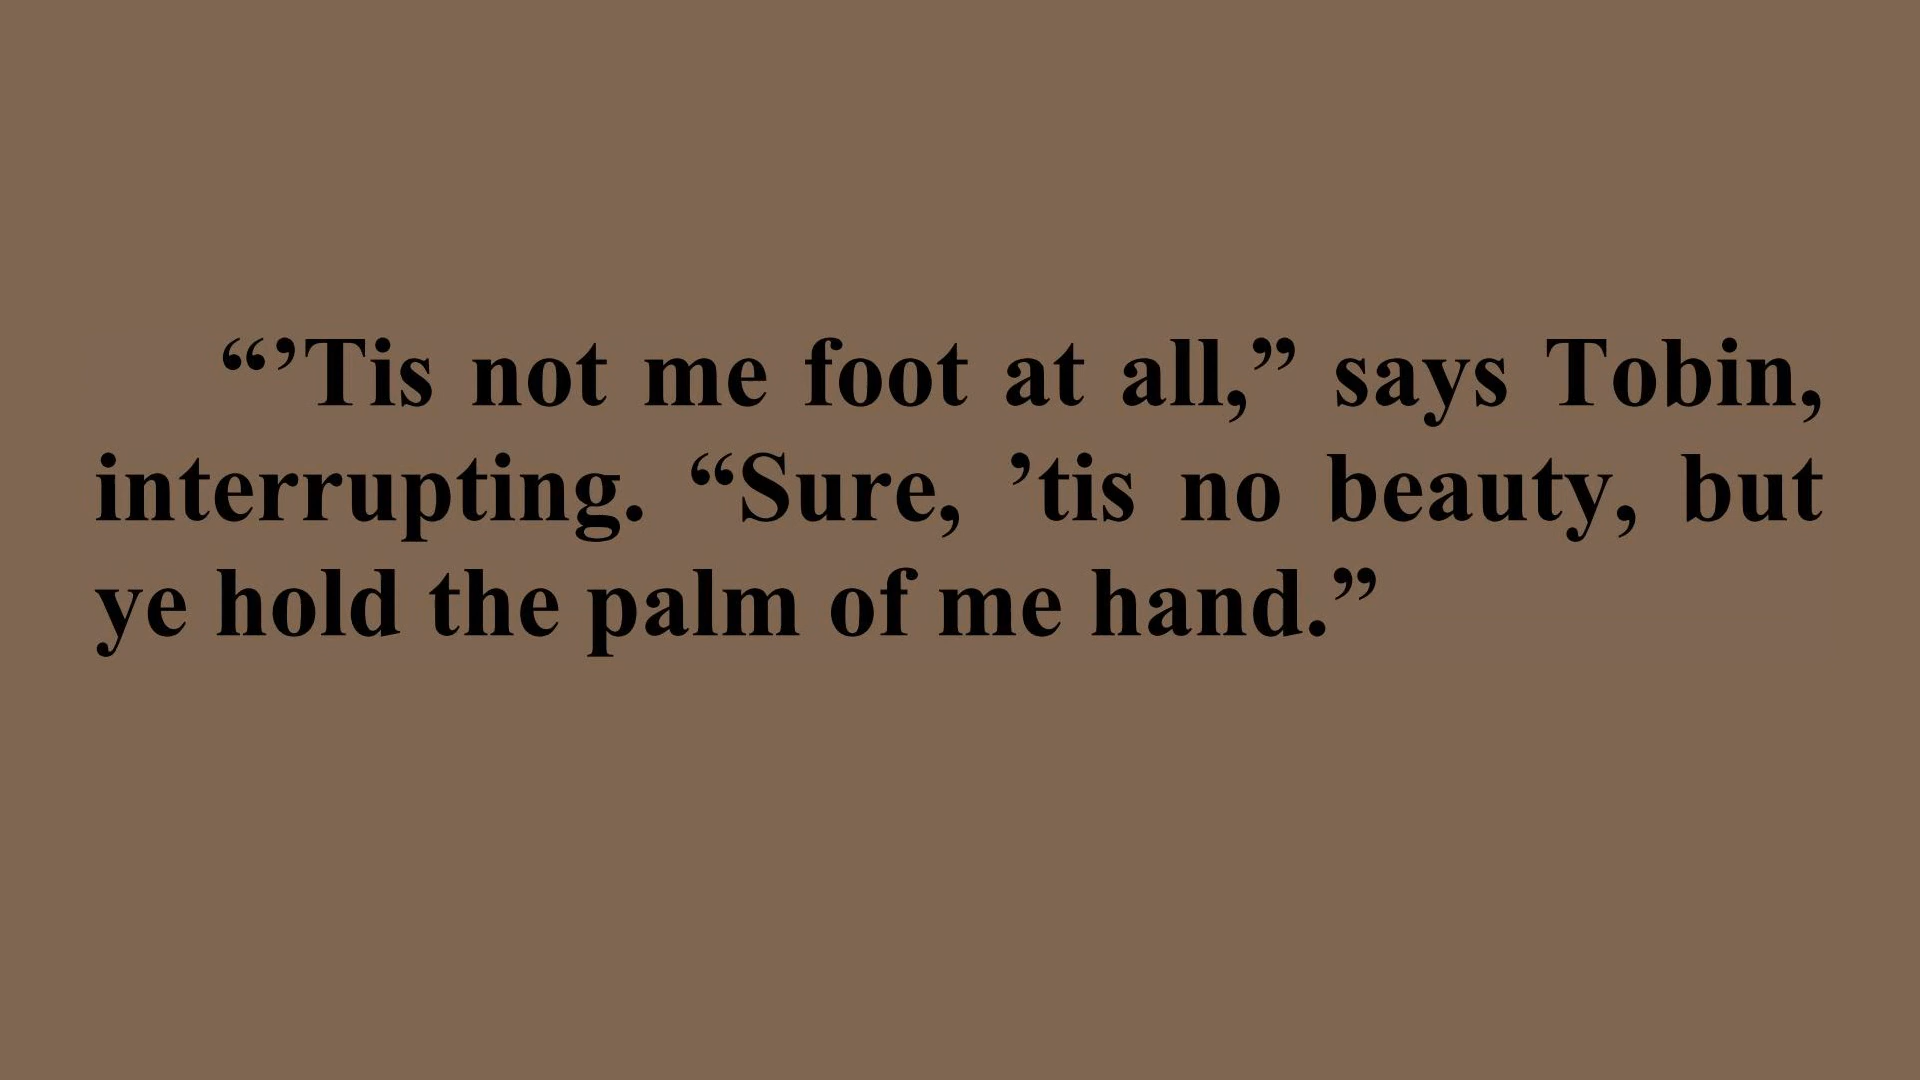 “’Tis not me foot at all,” says Tobin,
interrupting. “Sure, ’tis no beauty, but
ye hold the palm of me hand.”